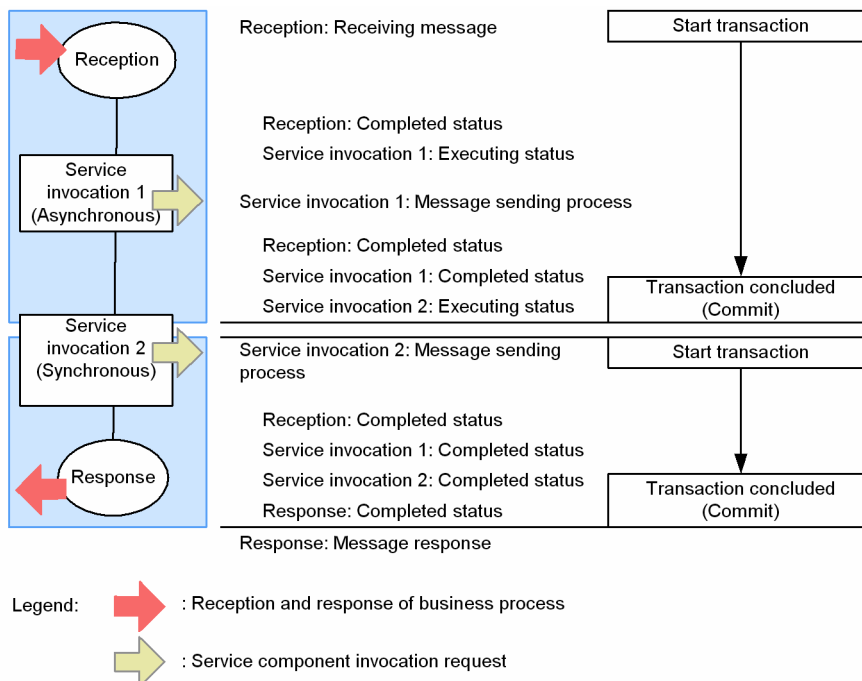 Reception
Service
invocation 1
(Asynchronous)
Service
invocation 2
(Synchronous)
Response
Reception: Receiving message
Reception: Completed status
Service invocation 1: Executing status
Service invocation 1: Message sending process
Reception: Completed status
Service invocation 1: Completed status
Service invocation 2: Executing status
Service invocation 2: Message sending
process
Reception: Completed status
Service invocation 1: Completed status
Service invocation 2: Completed status
Response: Completed status
Response: Message response
Start transaction
Transaction concluded
(Commit)
Start transaction
Transaction concluded
(Commit)
Legend:
: Reception and response of business process
: Service component invocation request